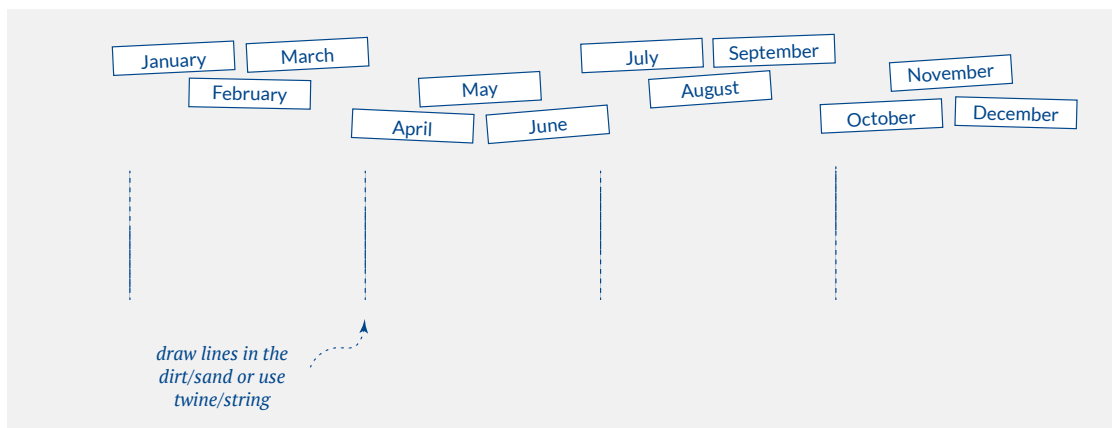 January
March
February
May
April
June
July
September
August
November
October
December
draw lines in the
dirt/sand or use
twine/string